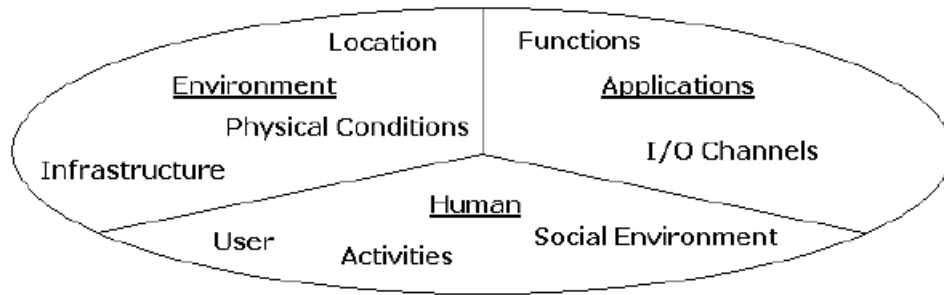 Location
Functions
Environment
Applications
Physical Conditions
I/O Channels
Infrastructure
Human
User
Social Environment
Activities